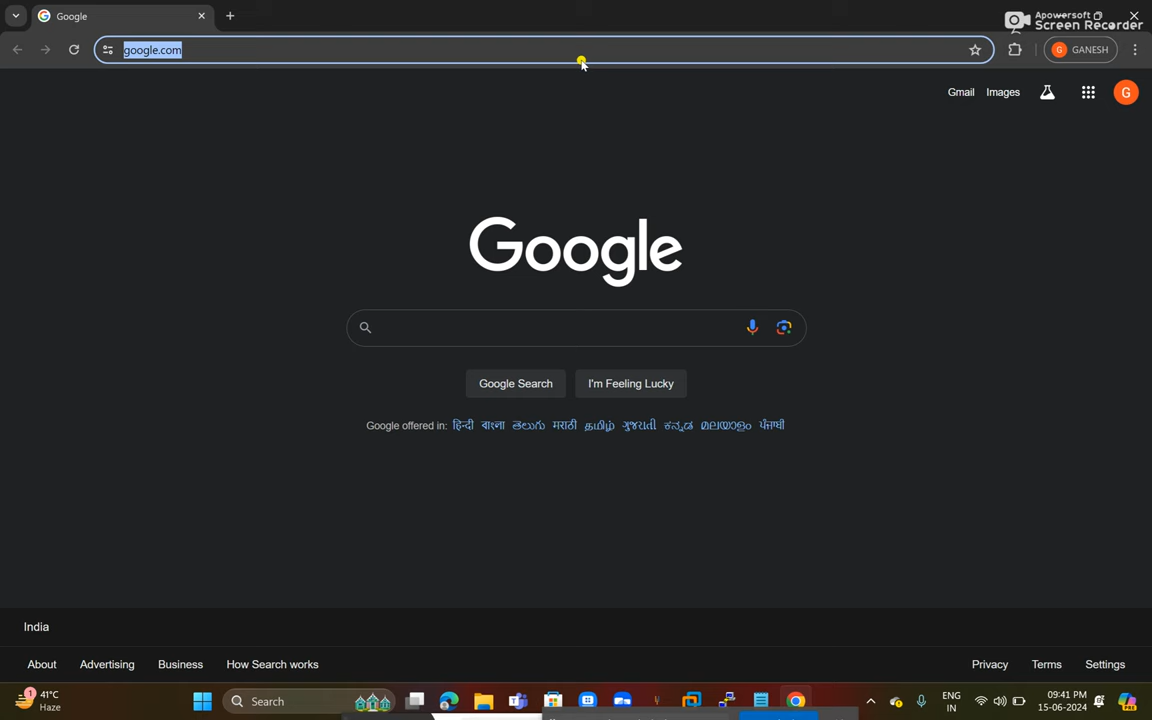 Google
Apowersoft
Screen Recorder
google.com
G GANESH
Gmail Images
G
Google
Google Search I'm Feeling Lucky
Google offered in: हिन्दी বাংলা తెలుగు मराठी தமிழ் ગુજરાતી ಕನ್ನಡ മലയാളം ਪੰਜਾਬੀ
India
About Advertising Business How Search works Privacy Terms Settings
1 41°C
Haze
Search
ENG
IN
09:41 PM
15-06-2024
PRE